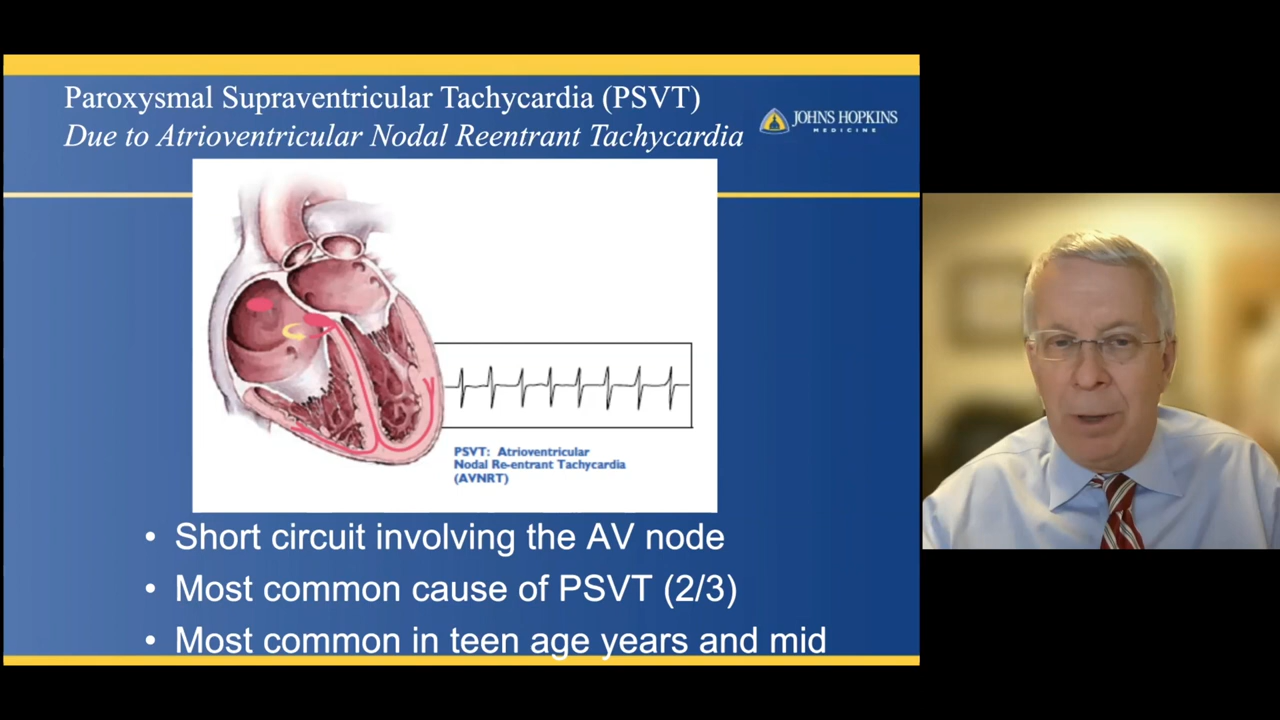 Paroxysmal Supraventricular Tachycardia (PSVT)
Due to Atrioventricular Nodal Reentrant Tachycardia
JOHNS HOPKINS
MEDICINE
PSVT: Atrioventricular
Nodal Re-entrant Tachycardia
(AVNRT)
• Short circuit involving the AV node
• Most common cause of PSVT (2/3)
• Most common in teen age years and mid